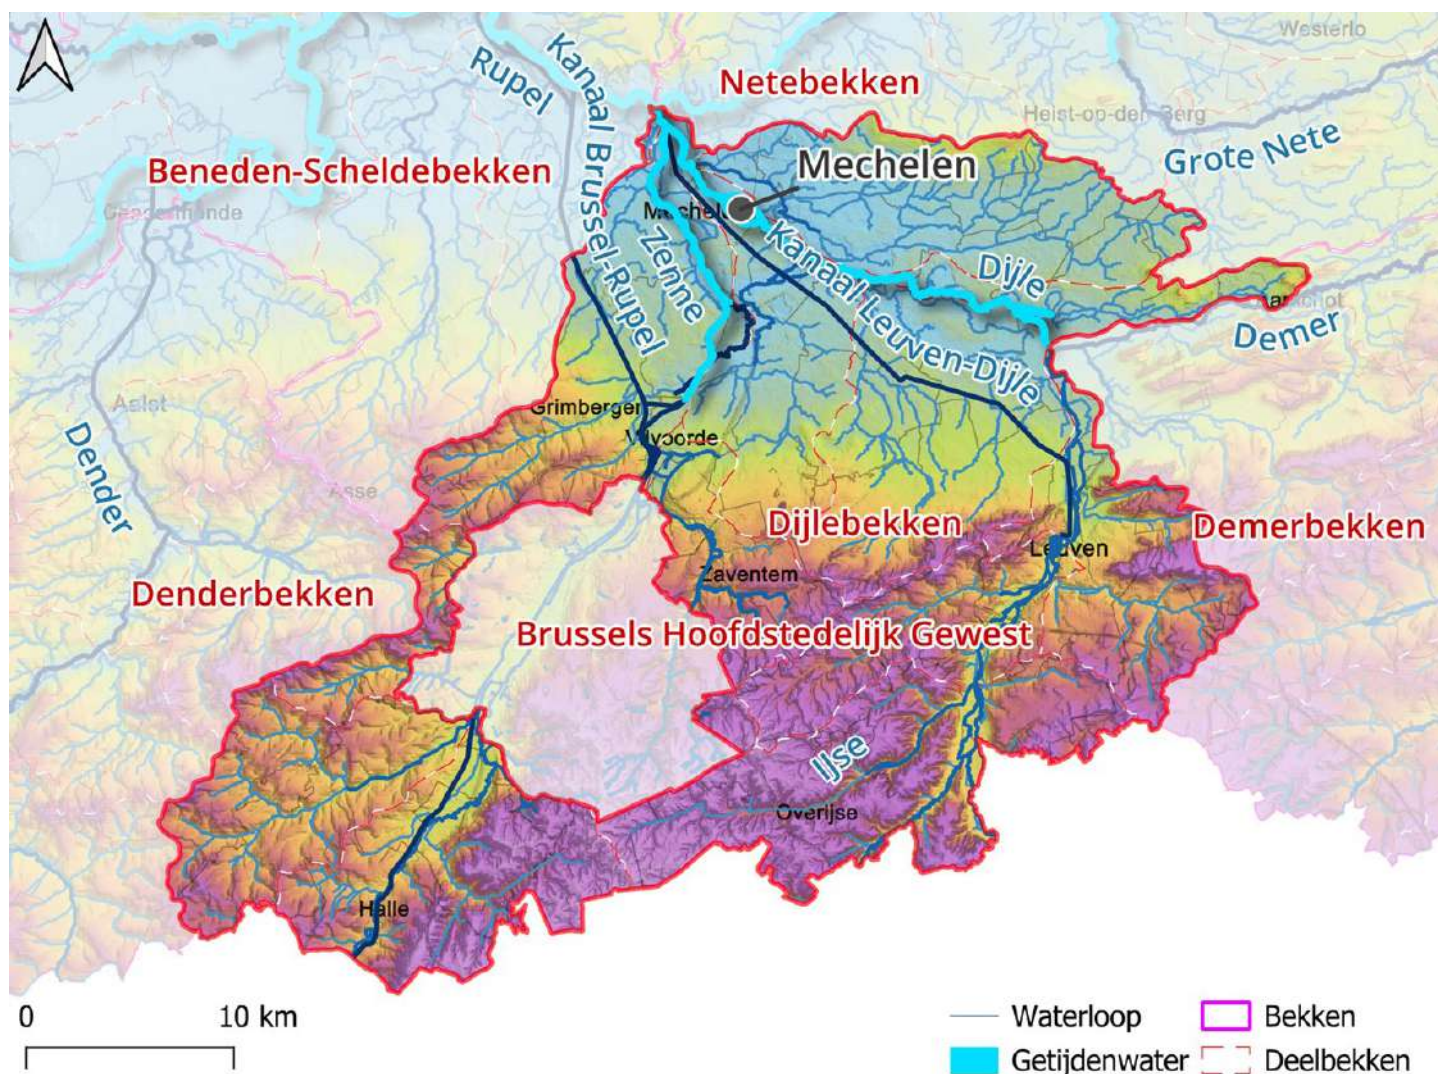 Westerlo
Rupel
Kanaal Brussel-Rupel
Netebekken
Heist-op-den-Berg
Grote Nete
Beneden-Scheldebekken
Mechelen
Zenne
Kanaal Leuven-Dijle
Dijle
Demer
Aalst
Dender
Grimbergen
Vilvoorde
Asse
Dijlebekken
Demerbekken
Leuven
Zaventem
Denderbekken
Brussels Hoofdstedelijk Gewest
IJse
Overijse
Halle
0 10 km
Waterloop
Bekken
Getijdenwater
Deelbekken